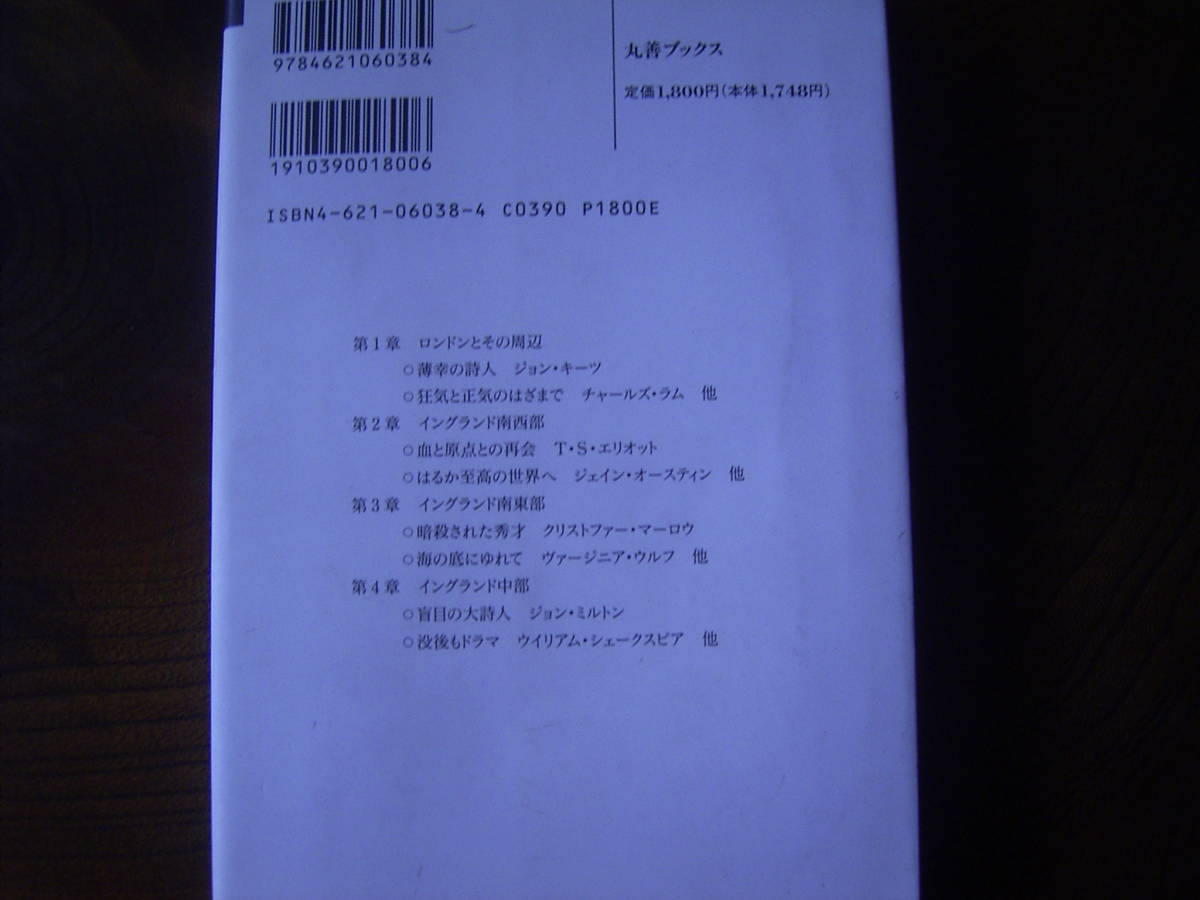 9784621060384
1910390018006
ISBN4-621-06038-4 C0390 P1800E
丸善ブックス
定価1,800円(本体1,748円)
第1章 ロンドンとその周辺
○薄幸の詩人 ジョン・キーツ
○狂気と正気のはざまで チャールズ・ラム 他
第2章 イングランド南西部
○血と原点との再会 T・S・エリオット
○はるか至高の世界へ ジェイン・オースティン 他
第3章 イングランド南東部
○暗殺された秀才 クリストファー・マーロウ
○海の底にゆれて ヴァージニア・ウルフ 他
第4章 イングランド中部
○盲目の大詩人 ジョン・ミルトン
○没後もドラマ ウイリアム・シェークスピア 他